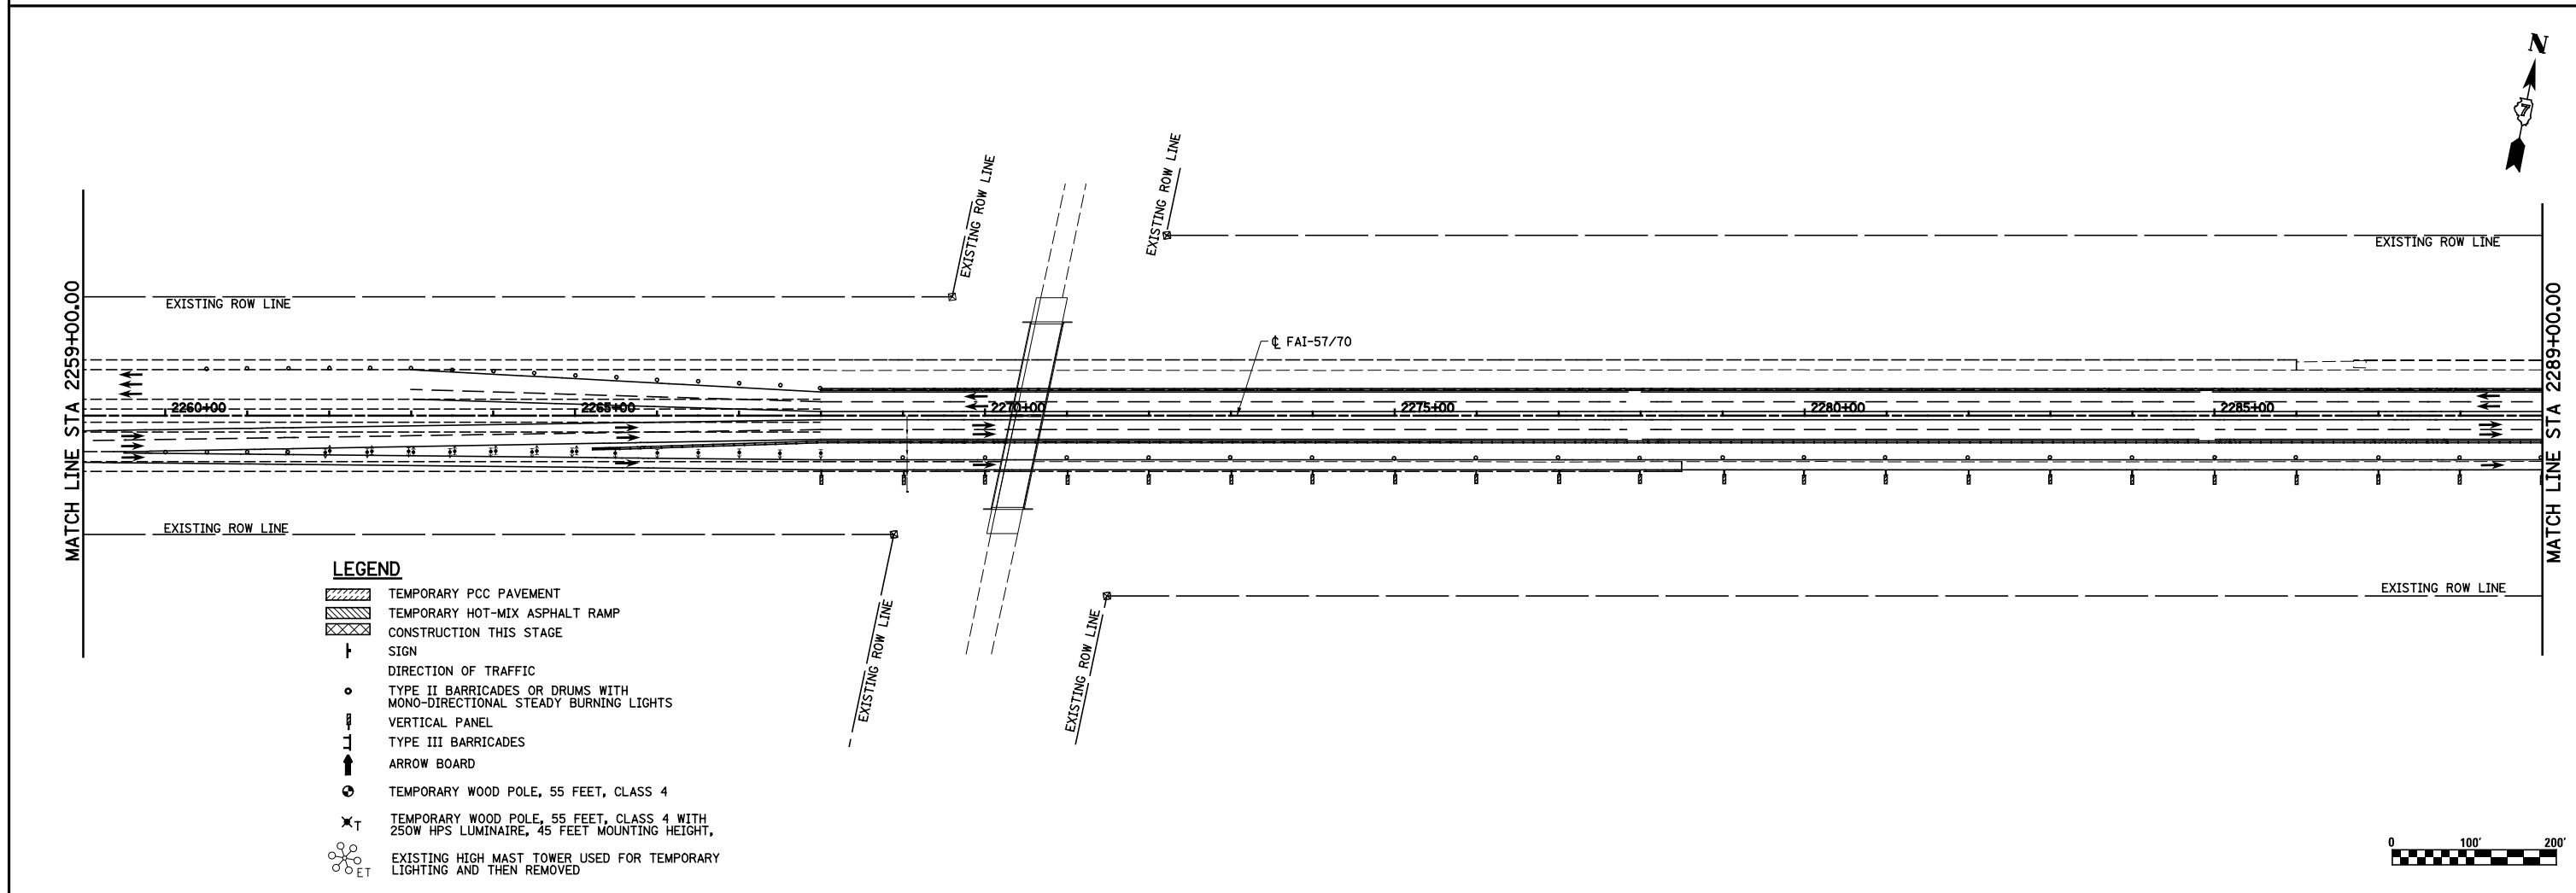 N
7
EXISTING ROW LINE
EXISTING ROW LINE
EXISTING ROW LINE
EXISTING ROW LINE
MATCH LINE STA 2259+00.00
MATCH LINE STA 2289+00.00
℄ FAI-57/70
2260+00
2265+00
2270+00
2275+00
2280+00
2285+00
EXISTING ROW LINE
EXISTING ROW LINE
EXISTING ROW LINE
EXISTING ROW LINE
LEGEND
TEMPORARY PCC PAVEMENT
TEMPORARY HOT-MIX ASPHALT RAMP
CONSTRUCTION THIS STAGE
SIGN
DIRECTION OF TRAFFIC
TYPE II BARRICADES OR DRUMS WITH
MONO-DIRECTIONAL STEADY BURNING LIGHTS
VERTICAL PANEL
TYPE III BARRICADES
ARROW BOARD
TEMPORARY WOOD POLE, 55 FEET, CLASS 4
T
TEMPORARY WOOD POLE, 55 FEET, CLASS 4 WITH
250W HPS LUMINAIRE, 45 FEET MOUNTING HEIGHT,
ET
EXISTING HIGH MAST TOWER USED FOR TEMPORARY
LIGHTING AND THEN REMOVED
0 100' 200'